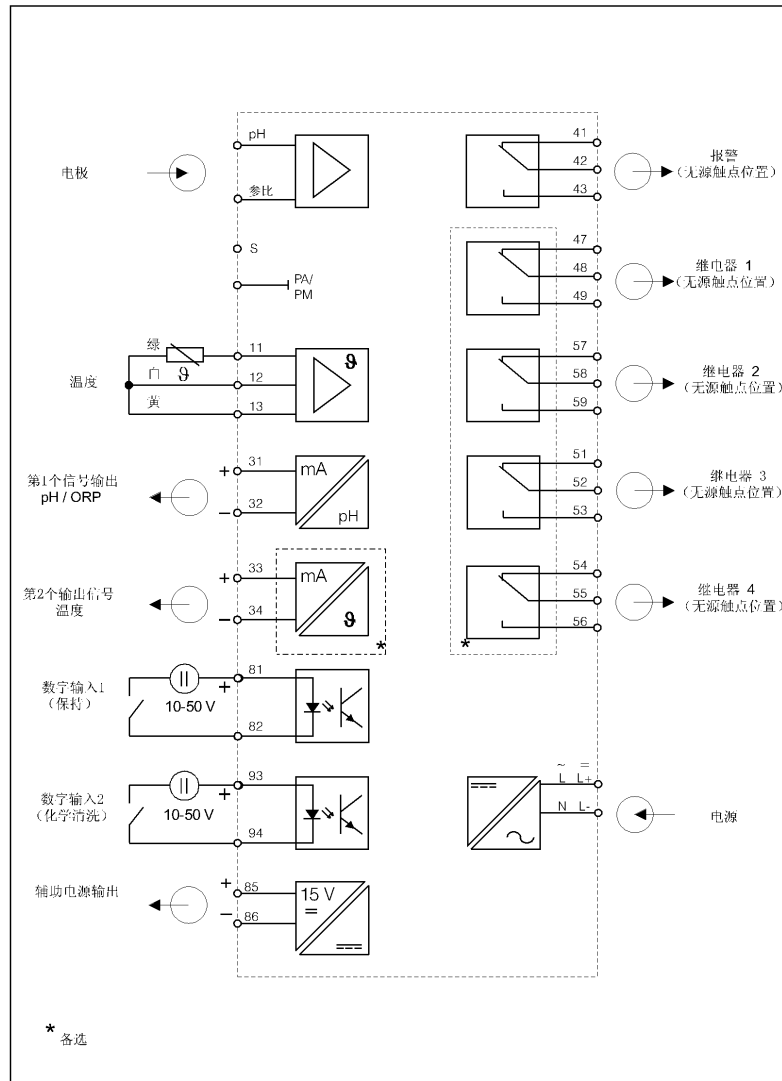 电极
pH
参比
S
PA/
PM
温度
绿
白
黄
ϑ
11
12
13
ϑ
第1个信号输出
pH / ORP
+
31
−
32
mA
pH
第2个输出信号
温度
+
33
−
34
mA
ϑ
*
数字输入1
(保持)
10-50 V
+
81
82
数字输入2
(化学清洗)
10-50 V
+
93
94
辅助电源输出
+
85
−
86
15 V
=
41
42
43
报警
(无源触点位置)
47
48
49
继电器 1
(无源触点位置)
57
58
59
继电器 2
(无源触点位置)
51
52
53
继电器 3
(无源触点位置)
54
55
56
继电器 4
(无源触点位置)
*
~ =
L L+
N L-
电源
* 备选